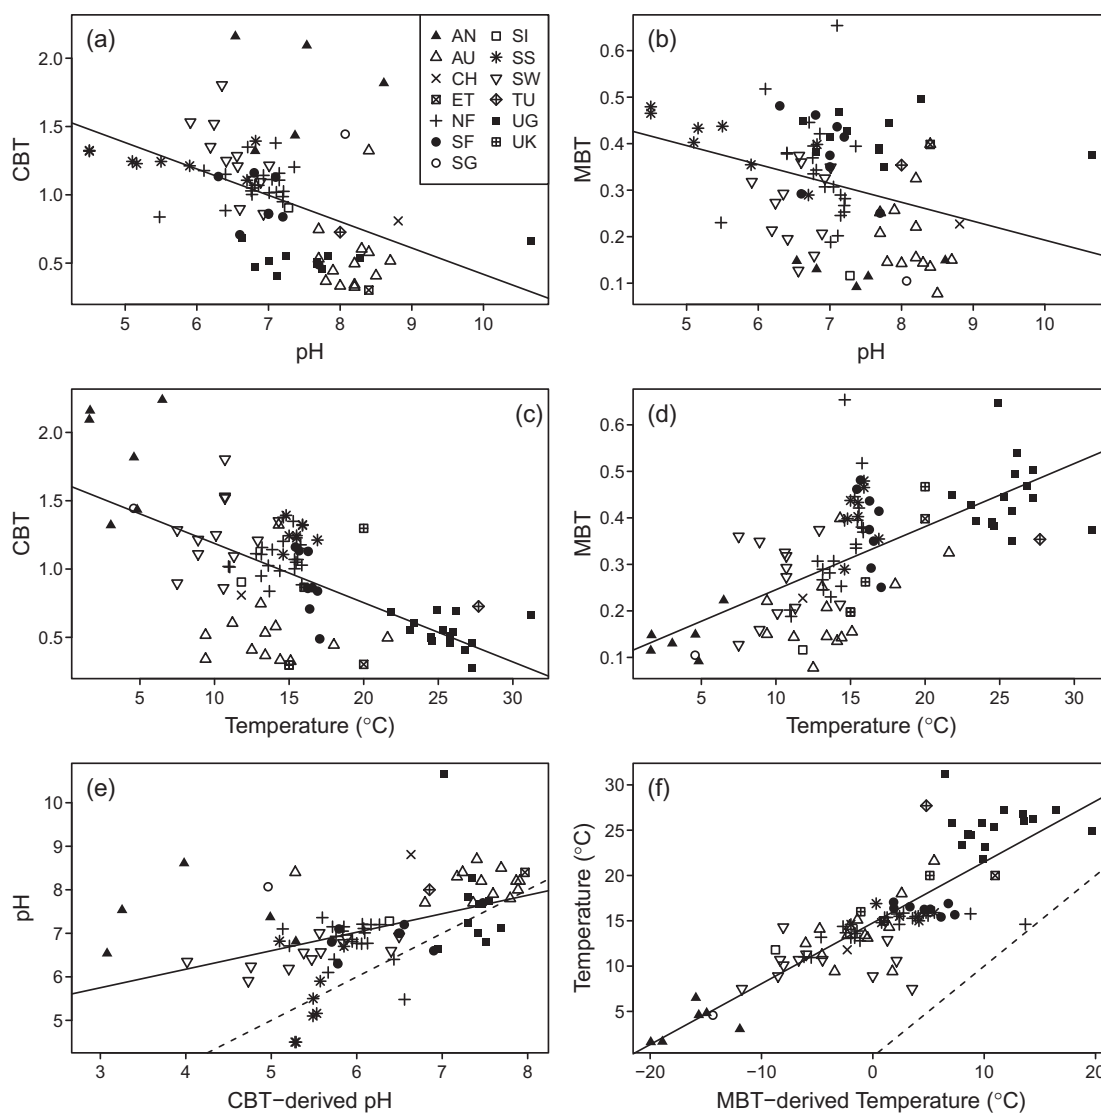 (a)
AN SI
AU SS
CH SW
ET TU
NF UG
SF UK
SG
CBT
2.0
1.5
1.0
0.5
5 6 7 8 9 10
pH
(b)
MBT
0.6
0.5
0.4
0.3
0.2
0.1
5 6 7 8 9 10
pH
(c)
CBT
2.0
1.5
1.0
0.5
5 10 15 20 25 30
Temperature (°C)
(d)
MBT
0.6
0.5
0.4
0.3
0.2
0.1
5 10 15 20 25 30
Temperature (°C)
(e)
pH
10
9
8
7
6
5
3 4 5 6 7 8
CBT−derived pH
(f)
Temperature (°C)
30
25
20
15
10
5
−20 −10 0 10 20
MBT−derived Temperature (°C)